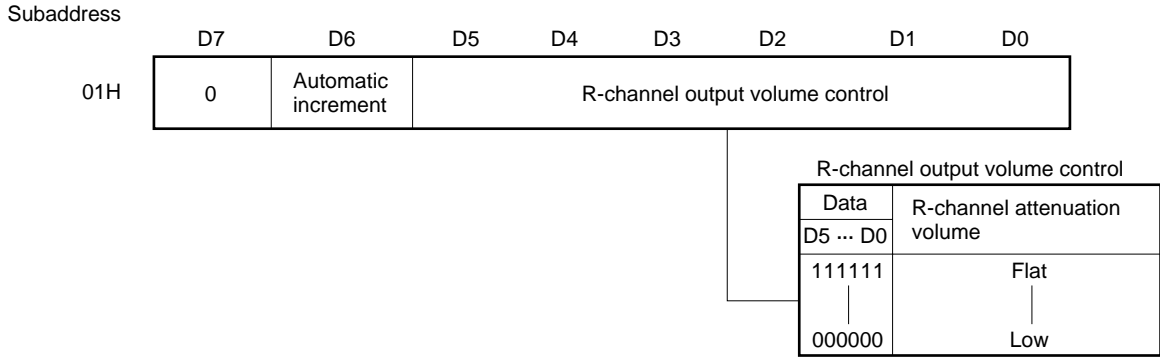 Subaddress
D7 D6 D5 D4 D3 D2 D1 D0
01H 0 Automatic increment R-channel output volume control
R-channel output volume control
Data R-channel attenuation volume
D5 ··· D0
111111 Flat
000000 Low